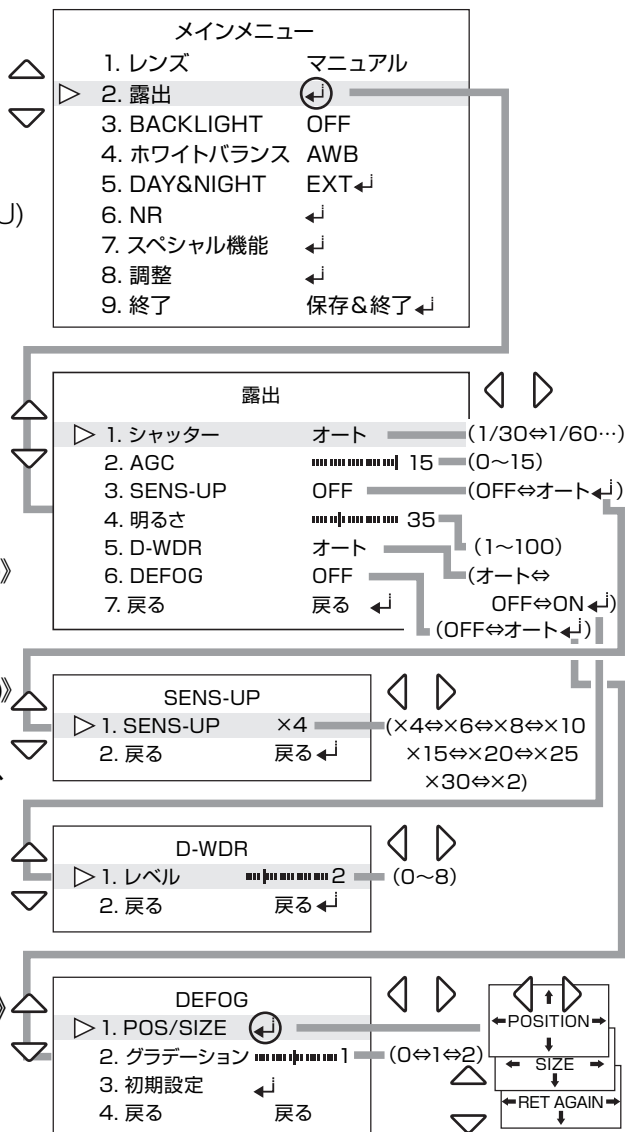 メインメニュー
1. レンズ マニュアル
▷ 2. 露出 ↲
3. BACKLIGHT OFF
4. ホワイトバランス AWB
5. DAY&NIGHT EXT↲
6. NR ↲
7. スペシャル機能 ↲
8. 調整 ↲
9. 終了 保存&終了↲
露出
▷ 1. シャッター オート (1/30⇔1/60…)
2. AGC 15 (0～15)
3. SENS-UP OFF (OFF⇔オート↲)
4. 明るさ 35 (1～100)
5. D-WDR オート (オート⇔
OFF⇔ON↲)
6. DEFOG OFF (OFF⇔オート↲)
7. 戻る 戻る ↲
SENS-UP
▷ 1. SENS-UP ×4 (×4⇔×6⇔×8⇔×10
×15⇔×20⇔×25
×30⇔×2)
2. 戻る 戻る↲
D-WDR
▷ 1. レベル 2 (0～8)
2. 戻る 戻る↲
DEFOG
▷ 1. POS/SIZE ↲
2. グラデーション 1 (0⇔1⇔2)
3. 初期設定 ↲
4. 戻る 戻る
←POSITION→
← SIZE →
←RET AGAIN→